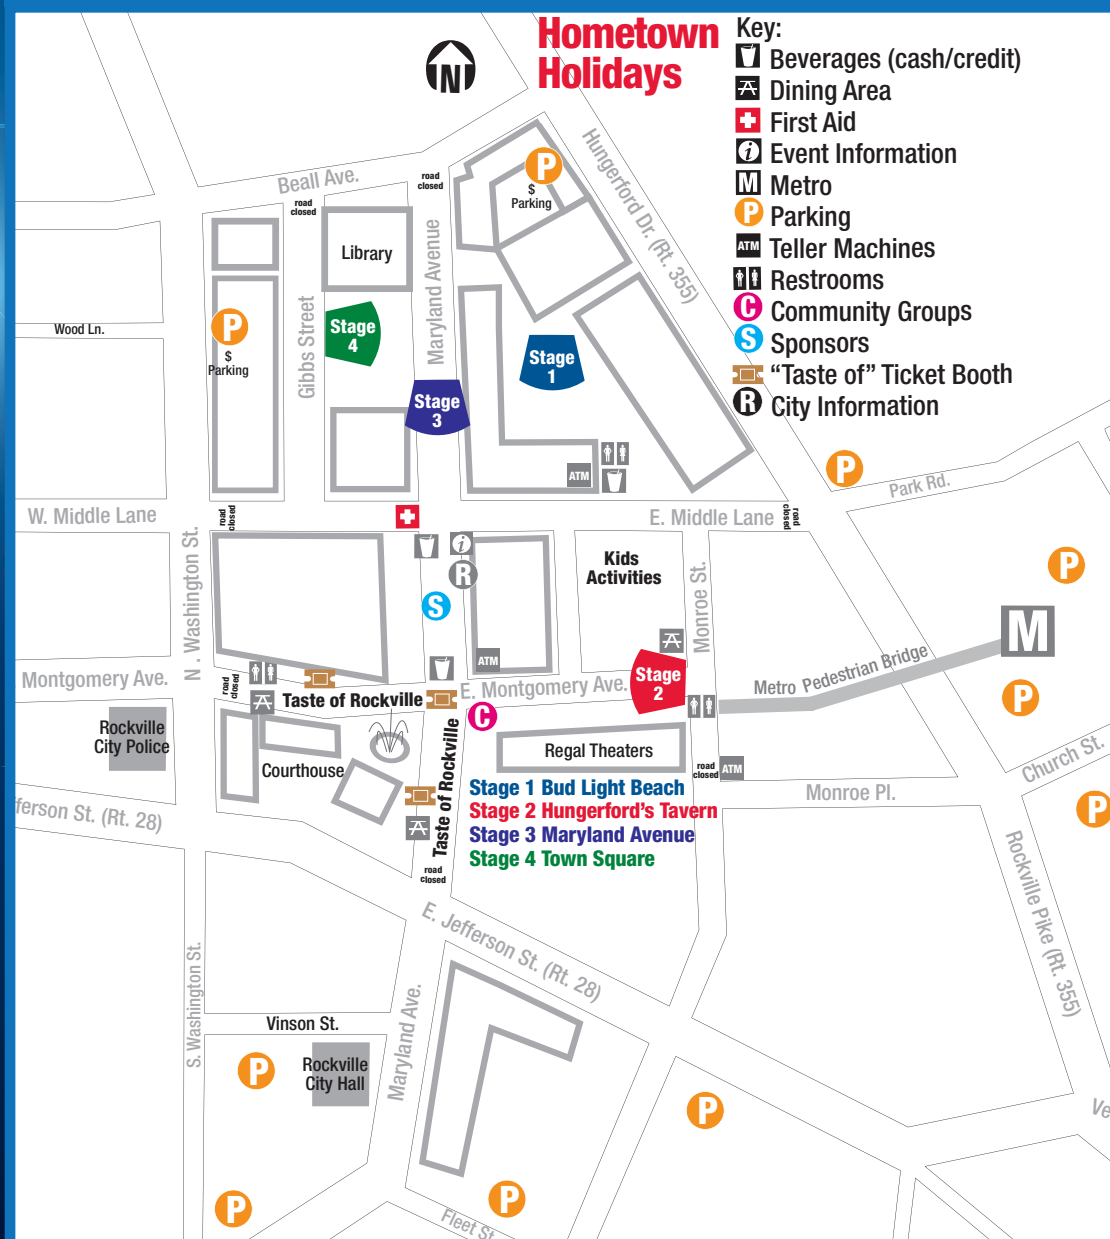 Hometown
Holidays
N
Key:
Beverages (cash/credit)
Dining Area
First Aid
i Event Information
M Metro
P Parking
ATM Teller Machines
Restrooms
C Community Groups
S Sponsors
“Taste of” Ticket Booth
R City Information
Beall Ave.
road
closed
road
closed
P
$
Parking
Hungerford Dr. (Rt. 355)
Library
Maryland Avenue
Gibbs Street
Wood Ln.
P
$
Parking
Stage
4
Stage
1
Stage
3
ATM
P
Park Rd.
W. Middle Lane
road
closed
E. Middle Lane
road
closed
N . Washington St.
i
R
S
Kids
Activities
Monroe St.
P
M
ATM
Montgomery Ave.
road
closed
Taste of Rockville
E. Montgomery Ave.
Stage
2
Metro Pedestrian Bridge
P
C
Rockville
City Police
Courthouse
Taste of Rockville
Regal Theaters
road
closed
ATM
Church St.
Monroe Pl.
P
Stage 1 Bud Light Beach
Stage 2 Hungerford’s Tavern
Stage 3 Maryland Avenue
Stage 4 Town Square
fferson St. (Rt. 28)
road
closed
E. Jefferson St. (Rt. 28)
Rockville Pike (Rt. 355)
S. Washington St.
Vinson St.
Maryland Ave.
P
Rockville
City Hall
P
Ve
P
P
Fleet St.